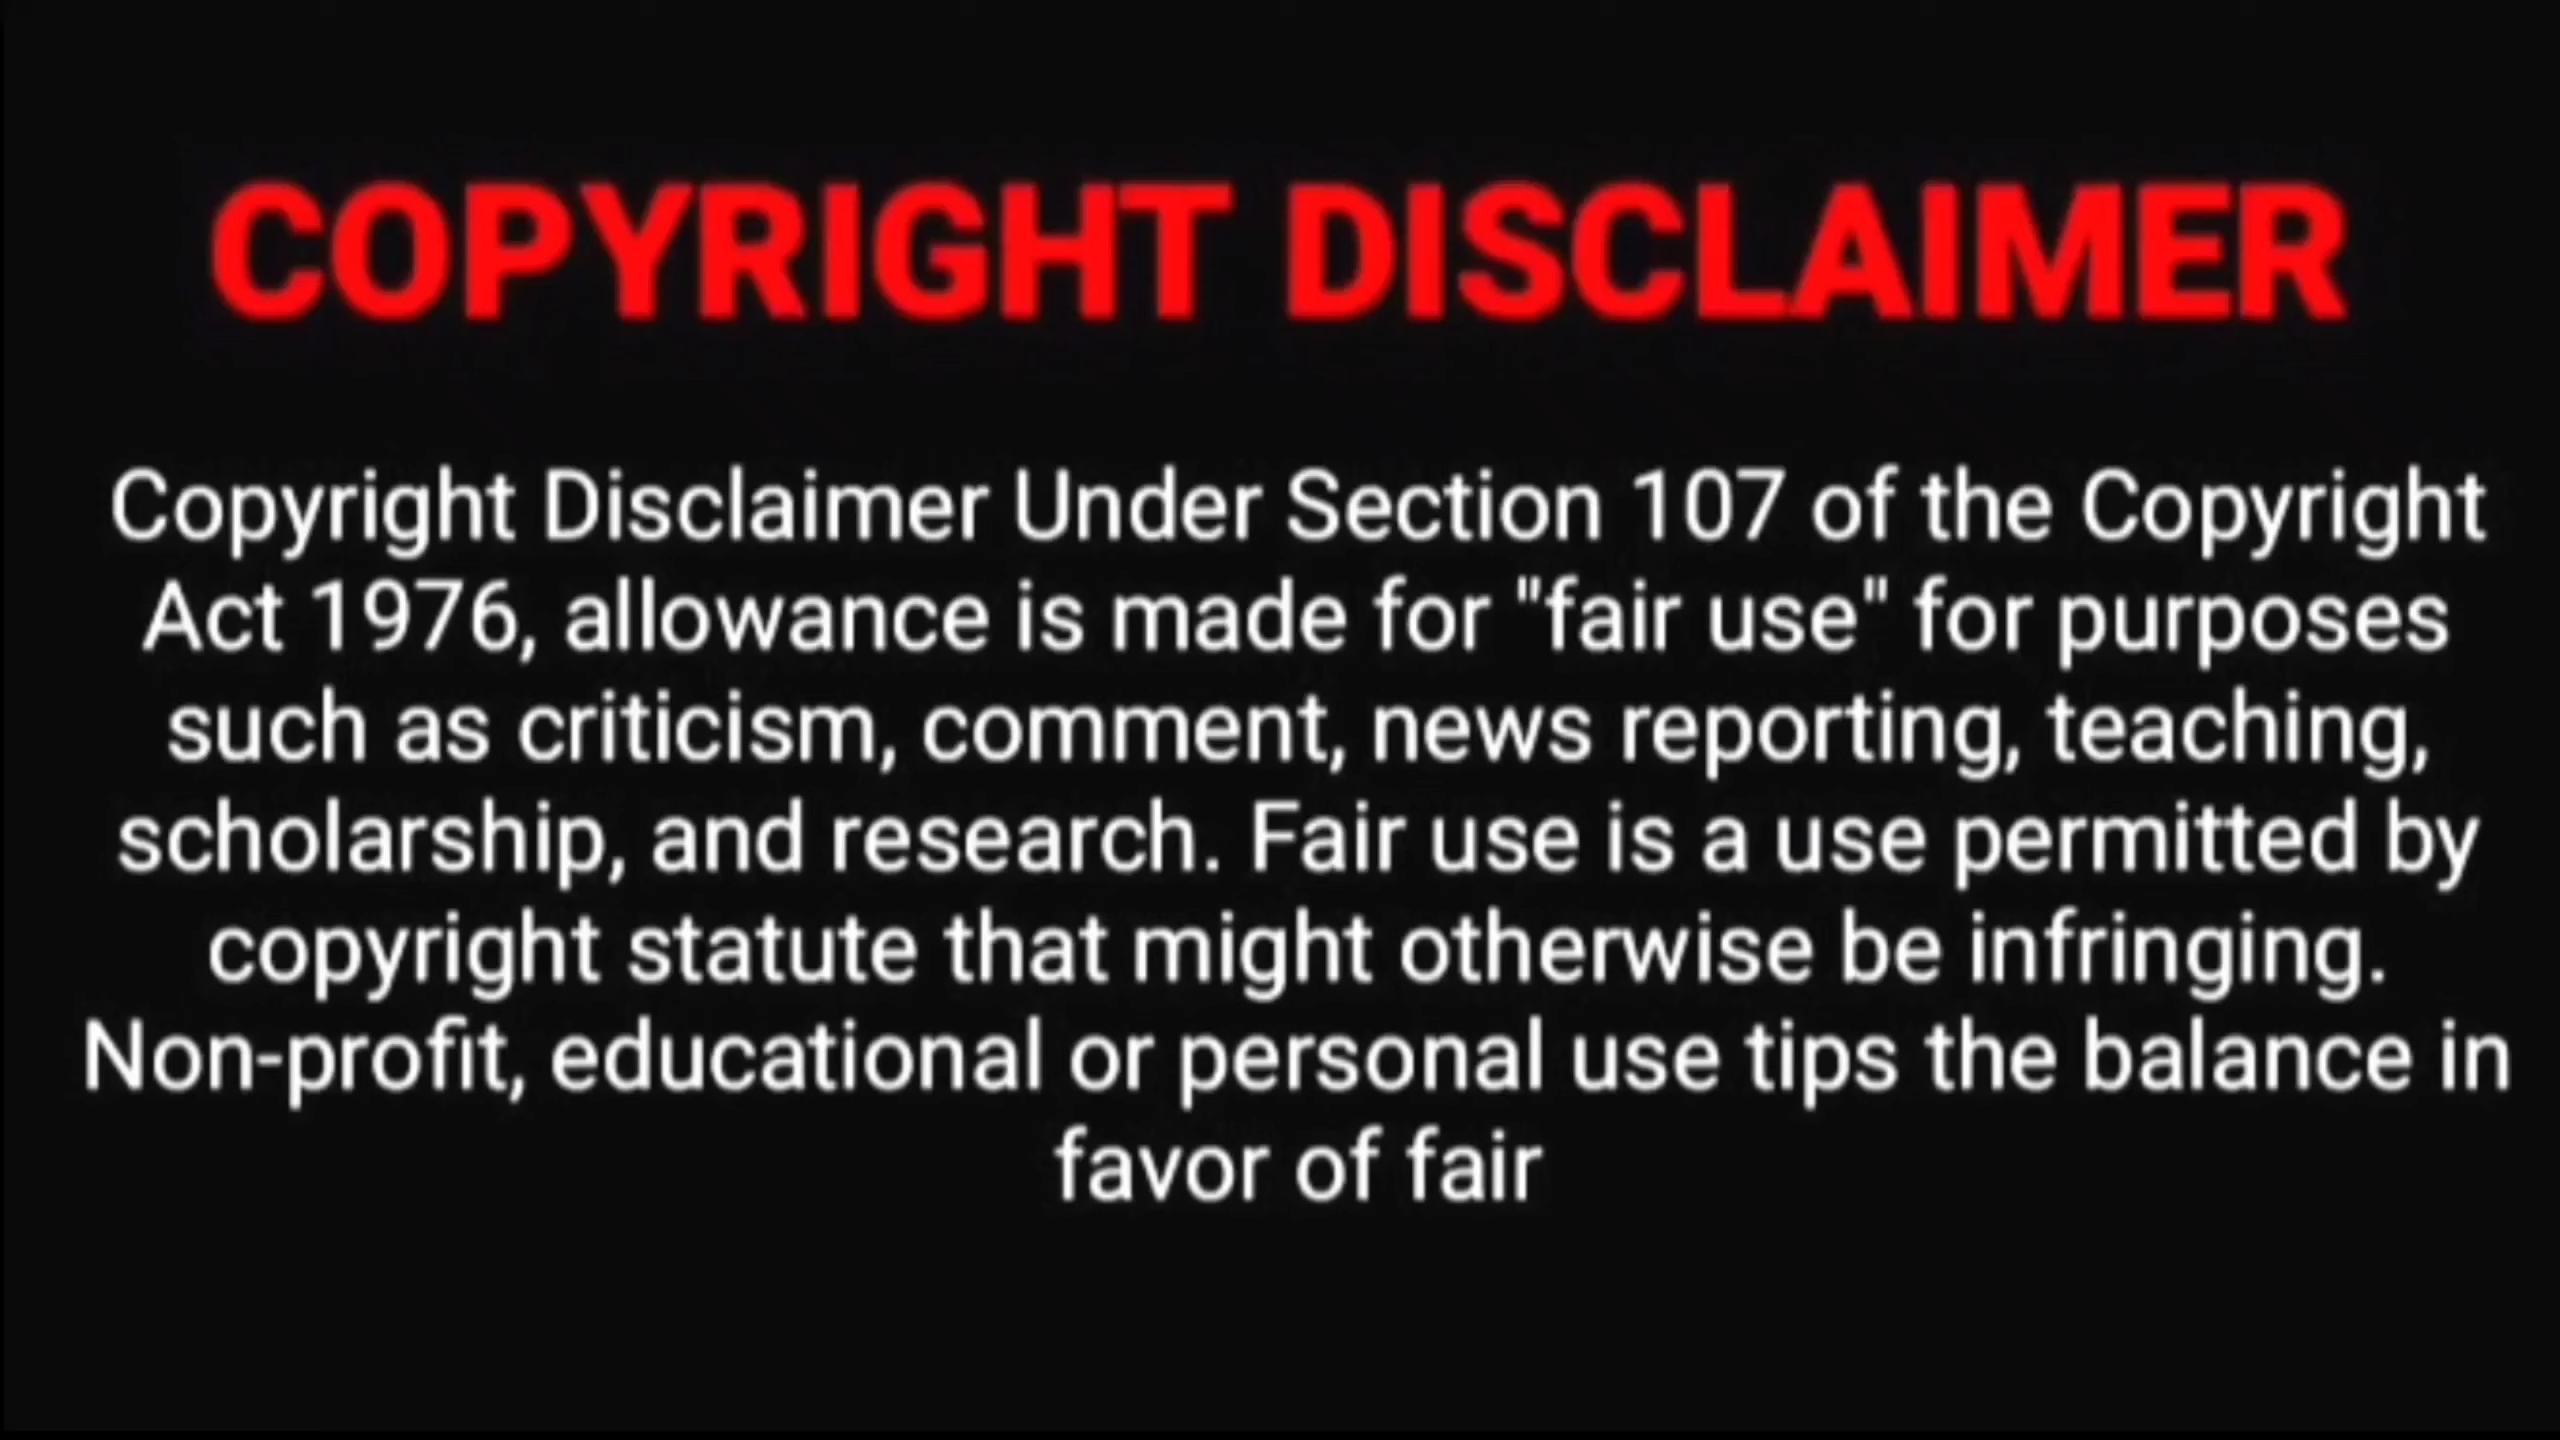 COPYRIGHT DISCLAIMER
Copyright Disclaimer Under Section 107 of the Copyright
Act 1976, allowance is made for "fair use" for purposes
such as criticism, comment, news reporting, teaching,
scholarship, and research. Fair use is a use permitted by
copyright statute that might otherwise be infringing.
Non-profit, educational or personal use tips the balance in
favor of fair